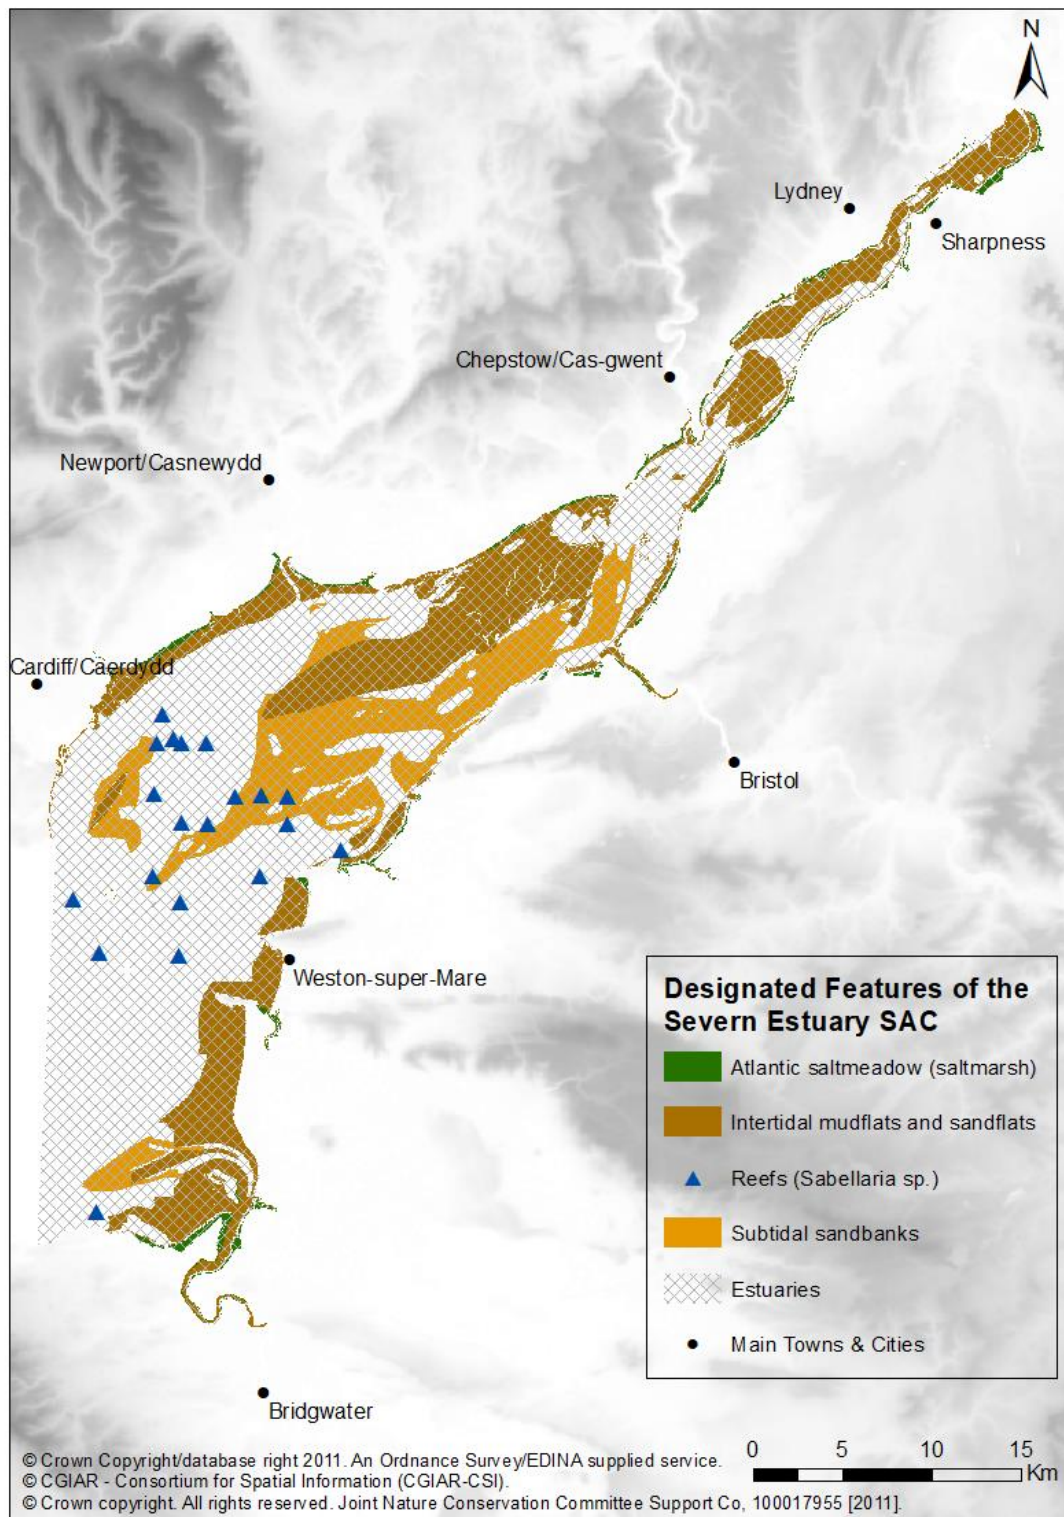 N
Lydney
Sharpness
Chepstow/Cas-gwent
Newport/Casnewydd
Cardiff/Caerdydd
Bristol
Weston-super-Mare
Designated Features of the
Severn Estuary SAC
Atlantic saltmeadow (saltmarsh)
Intertidal mudflats and sandflats
Reefs (Sabellaria sp.)
Subtidal sandbanks
Estuaries
Main Towns & Cities
Bridgwater
0 5 10 15
Km
© Crown Copyright/database right 2011. An Ordnance Survey/EDINA supplied service.
© CGIAR - Consortium for Spatial Information (CGIAR-CSI).
© Crown copyright. All rights reserved. Joint Nature Conservation Committee Support Co, 100017955 [2011].